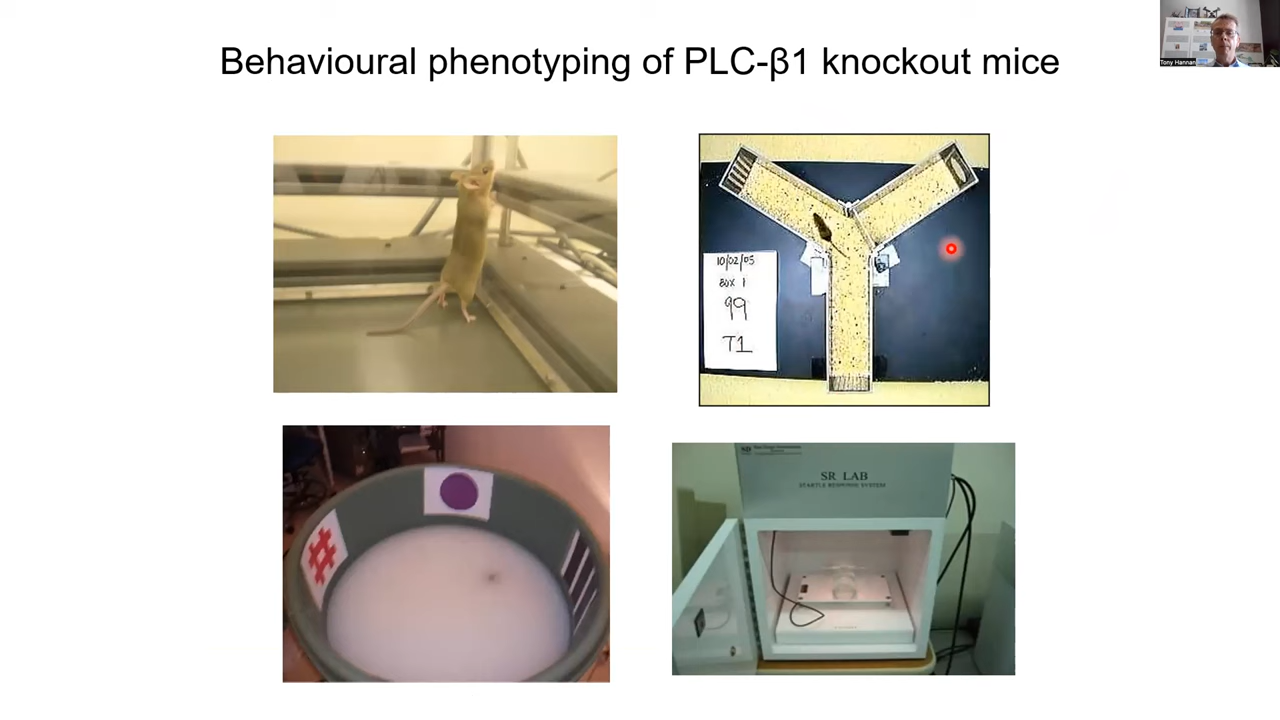 Behavioural phenotyping of PLC-β1 knockout mice
Tony Hannan
10/02/05
BOX 1
99
T1
SR LAB
STARTLE RESPONSE SYSTEM